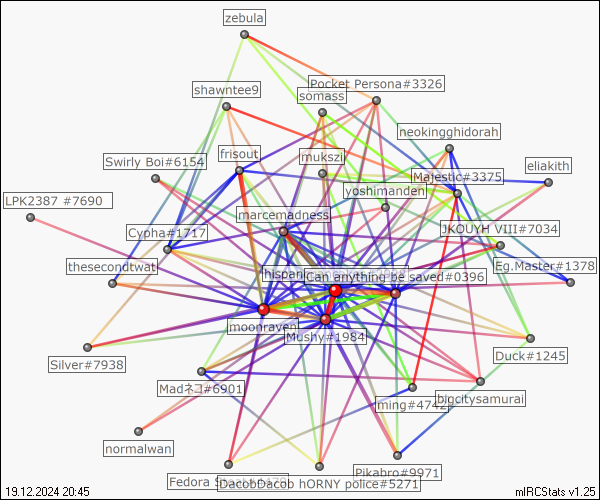 zebula
Pocket Persona#3326
shawntee9
somass
neokingghidorah
frisout
mukszi
Swirly Boi#6154
Majestic#3375
eliakith
yoshimanden
LPK2387 #7690
marcemadness
Cypha#1717
JKOUYH VIII#7034
thesecondtwat
hispani
Can anything be saved#0396
Eg.Master#1378
moonraven
Mushy#1984
Silver#7938
Duck#1245
Madネコ#6901
ming#4742
bigcitysamurai
normalwan
Fedora
Pikabro#9971
DacobDacob hORNY police#5271
19.12.2024 20:45
mIRCStats v1.25